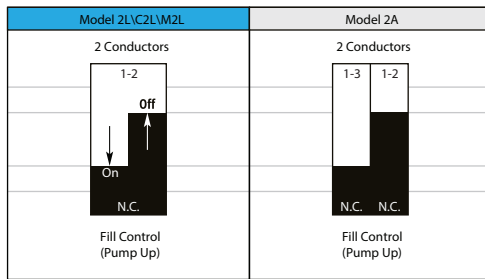 Model 2L\C2L\M2L
Model 2A
2 Conductors
2 Conductors
1-2
1-3
1-2
Off
On
N.C.
N.C.
N.C.
Fill Control
(Pump Up)
Fill Control
(Pump Up)